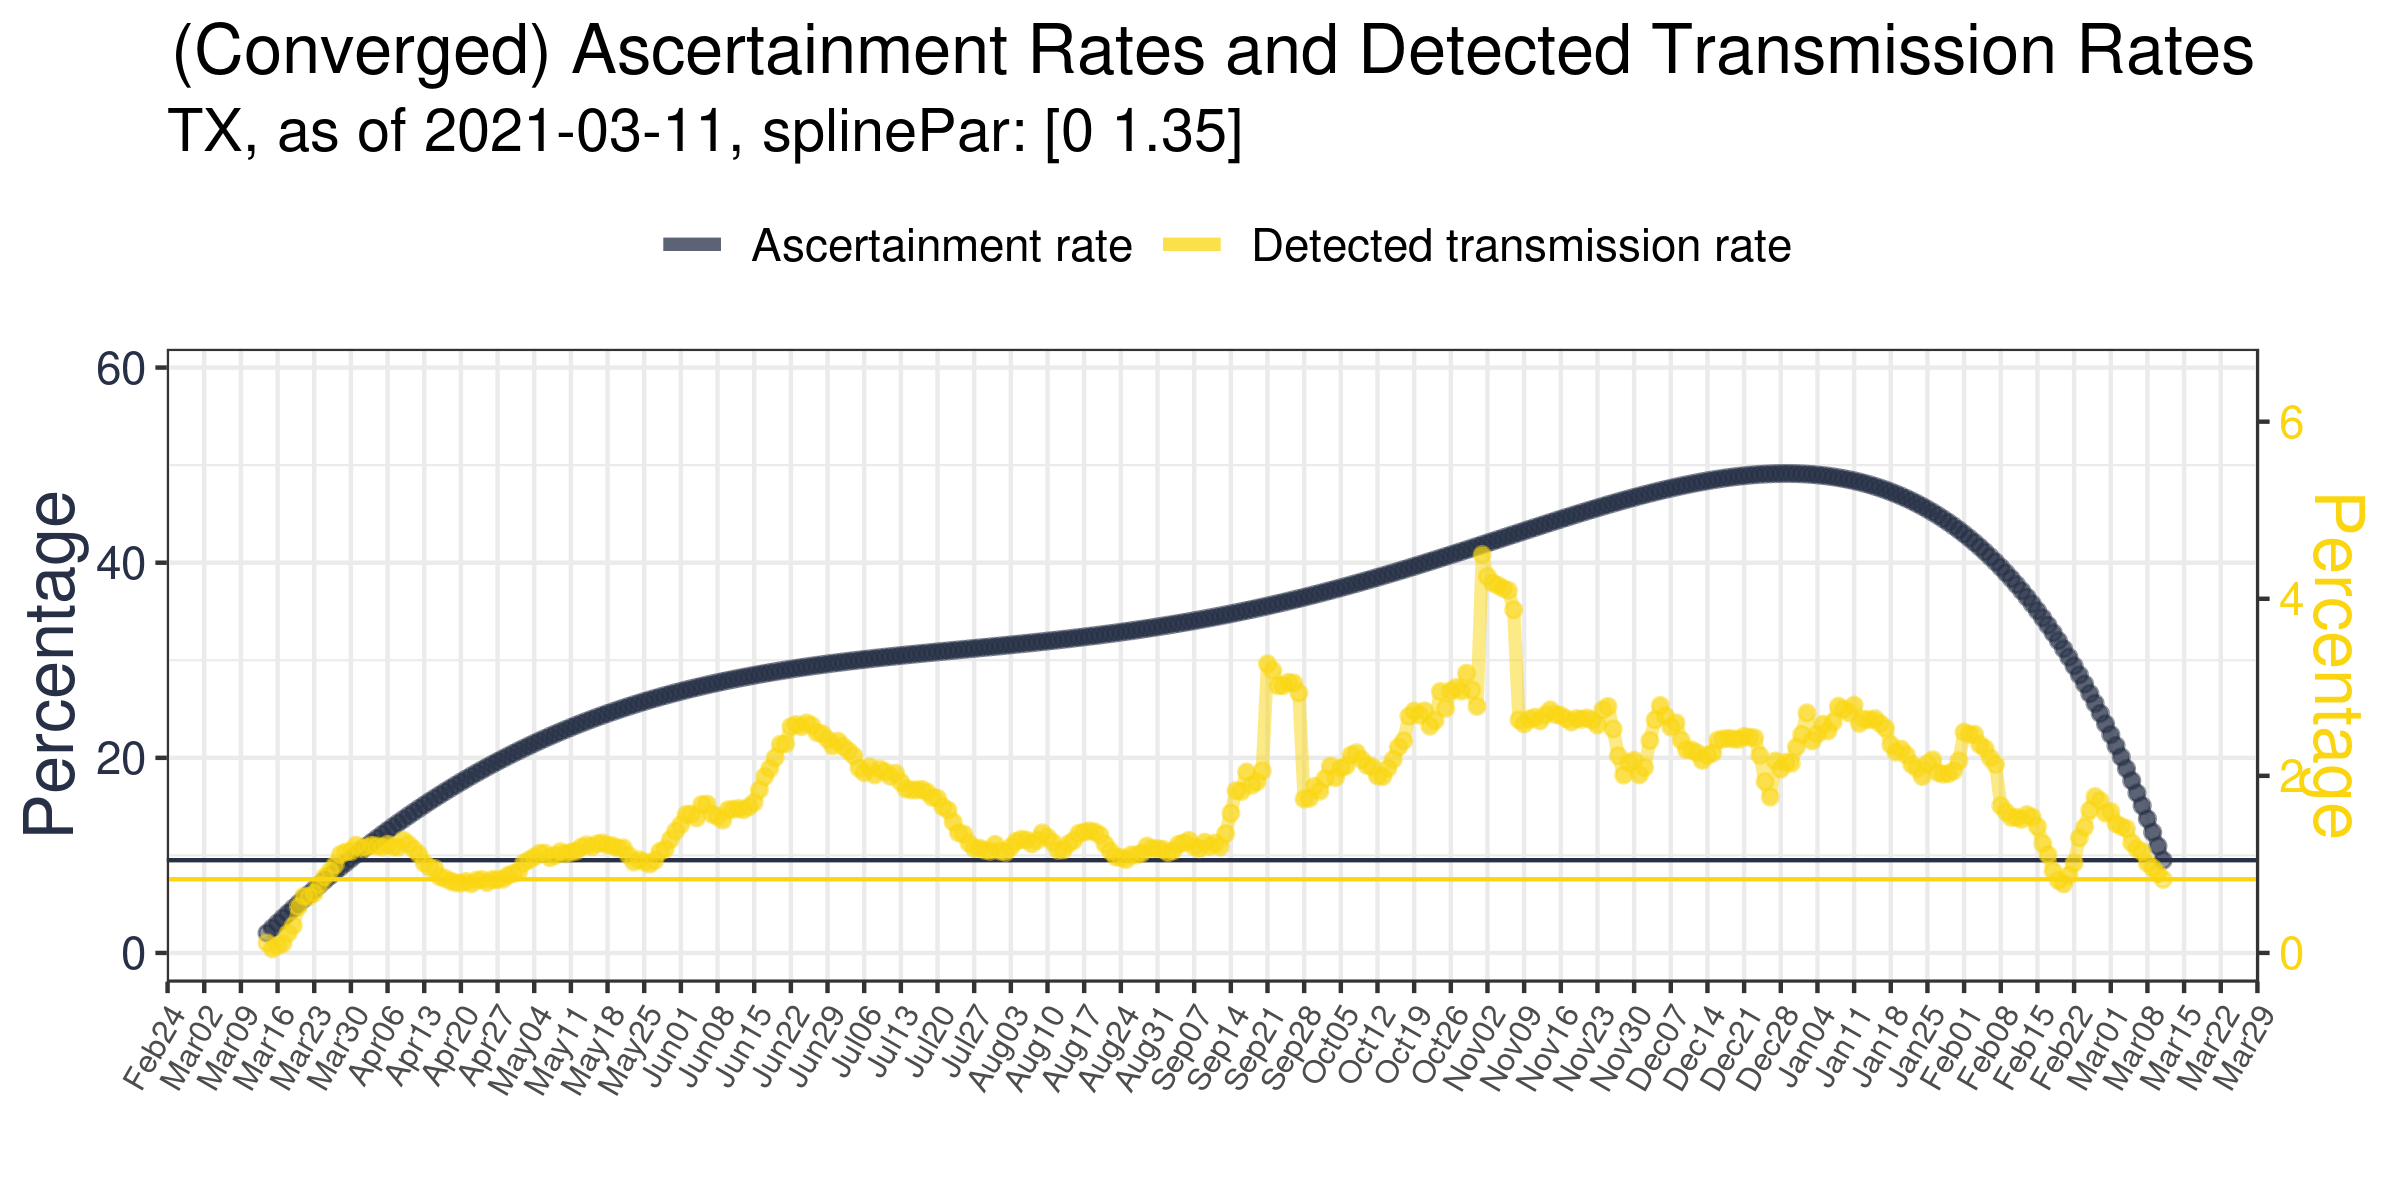 (Converged) Ascertainment Rates and Detected Transmission Rates
TX, as of 2021-03-11, splinePar: [0 1.35]
Ascertainment rate
Detected transmission rate
Percentage
60
40
20
0
6
4
2
0
Percentage
Feb24
Mar02
Mar09
Mar16
Mar23
Mar30
Apr06
Apr13
Apr20
Apr27
May04
May11
May18
May25
Jun01
Jun08
Jun15
Jun22
Jun29
Jul06
Jul13
Jul20
Jul27
Aug03
Aug10
Aug17
Aug24
Aug31
Sep07
Sep14
Sep21
Sep28
Oct05
Oct12
Oct19
Oct26
Nov02
Nov09
Nov16
Nov23
Nov30
Dec07
Dec14
Dec21
Dec28
Jan04
Jan11
Jan18
Jan25
Feb01
Feb08
Feb15
Feb22
Mar01
Mar08
Mar15
Mar22
Mar29